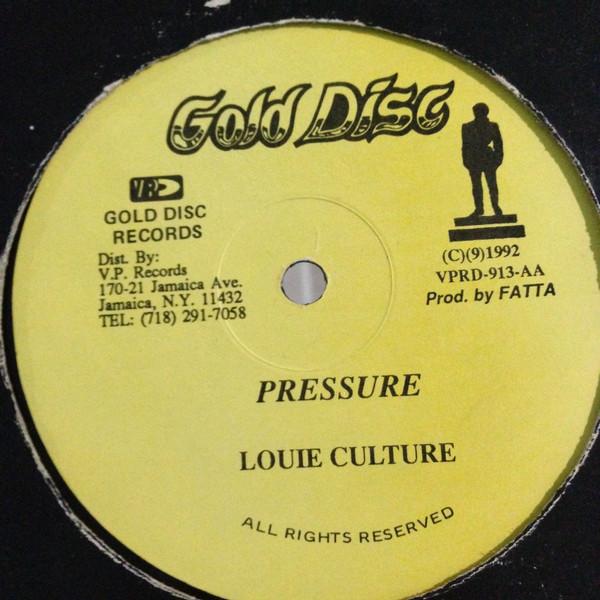 Gold Disc
VP
GOLD DISC
RECORDS
Dist. By:
V.P. Records
170-21 Jamaica Ave.
Jamaica, N.Y. 11432
TEL: (718) 291-7058
(C)(9)1992
VPRD-913-AA
Prod. by FATTA
PRESSURE
LOUIE CULTURE
ALL RIGHTS RESERVED